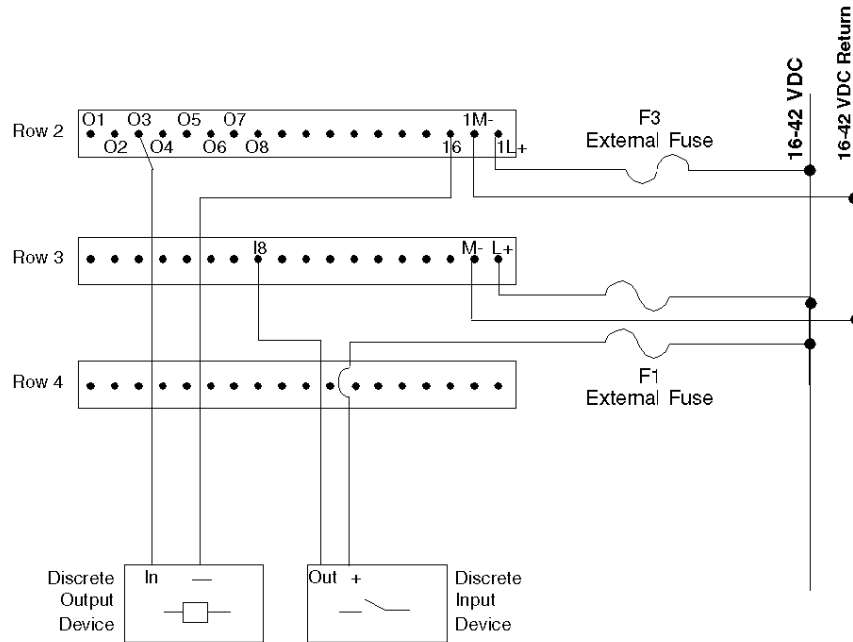 16-42 VDC
16-42 VDC Return
Row 2
O1 O3 O5 O7 1M-
O2 O4 O6 O8 16 1L+
F3
External Fuse
Row 3
I8 M- L+
Row 4
F1
External Fuse
Discrete
Output
Device
In —
Out +
Discrete
Input
Device